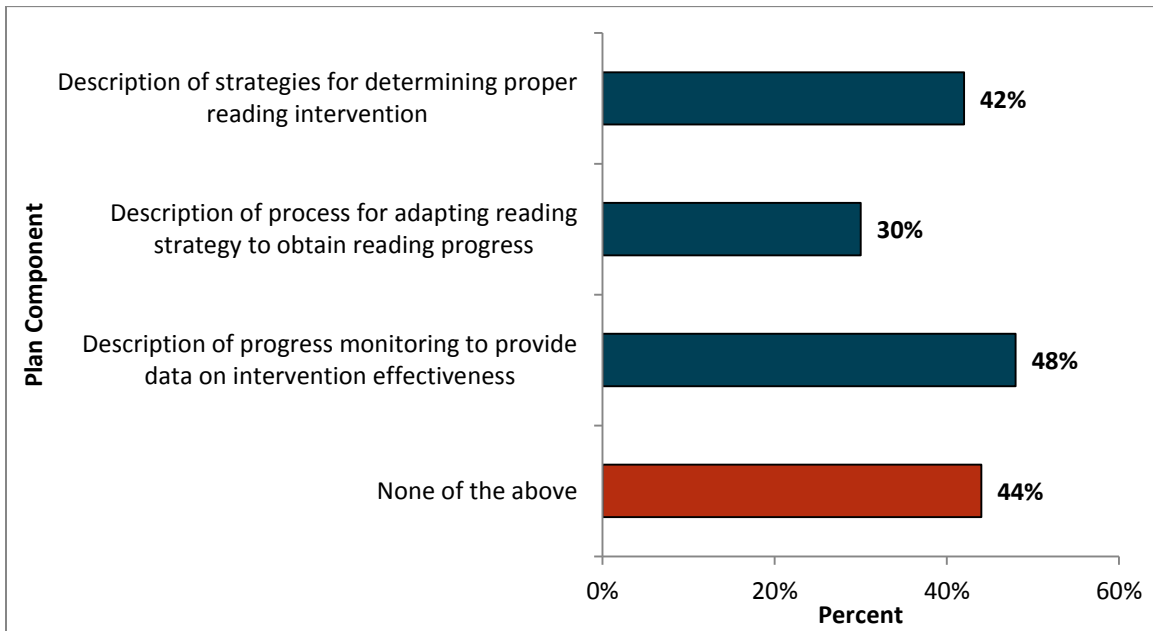 Plan Component
Description of strategies for determining proper
reading intervention
42%
Description of process for adapting reading
strategy to obtain reading progress
30%
Description of progress monitoring to provide
data on intervention effectiveness
48%
None of the above
44%
0%
20%
40%
60%
Percent